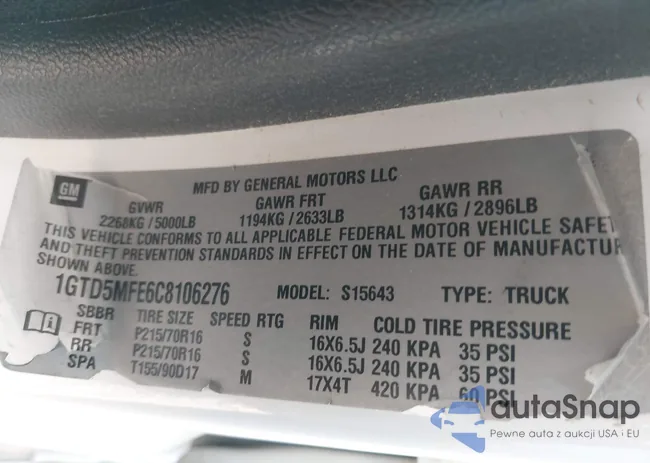 GM
MFD BY GENERAL MOTORS LLC
GVWR GAWR FRT GAWR RR
2268KG/5000LB 1194KG/2633LB 1314KG/2896LB
THIS VEHICLE CONFORMS TO ALL APPLICABLE FEDERAL MOTOR VEHICLE SAFET
AND THEFT PREVENTION STANDARDS IN EFFECT ON THE DATE OF MANUFACTUR
SHOWN ABOVE.
1GTD5MFE6C8106276 MODEL: S15643 TYPE: TRUCK
SBBR TIRE SIZE SPEED RTG RIM COLD TIRE PRESSURE
FRT P215/70R16 S 16X6.5J 240 KPA 35 PSI
RR P215/70R16 S 16X6.5J 240 KPA 35 PSI
SPA T155/90D17 M 17X4T 420 KPA 60 PSI
autaSnap
Pewne auta z aukcji USA i EU